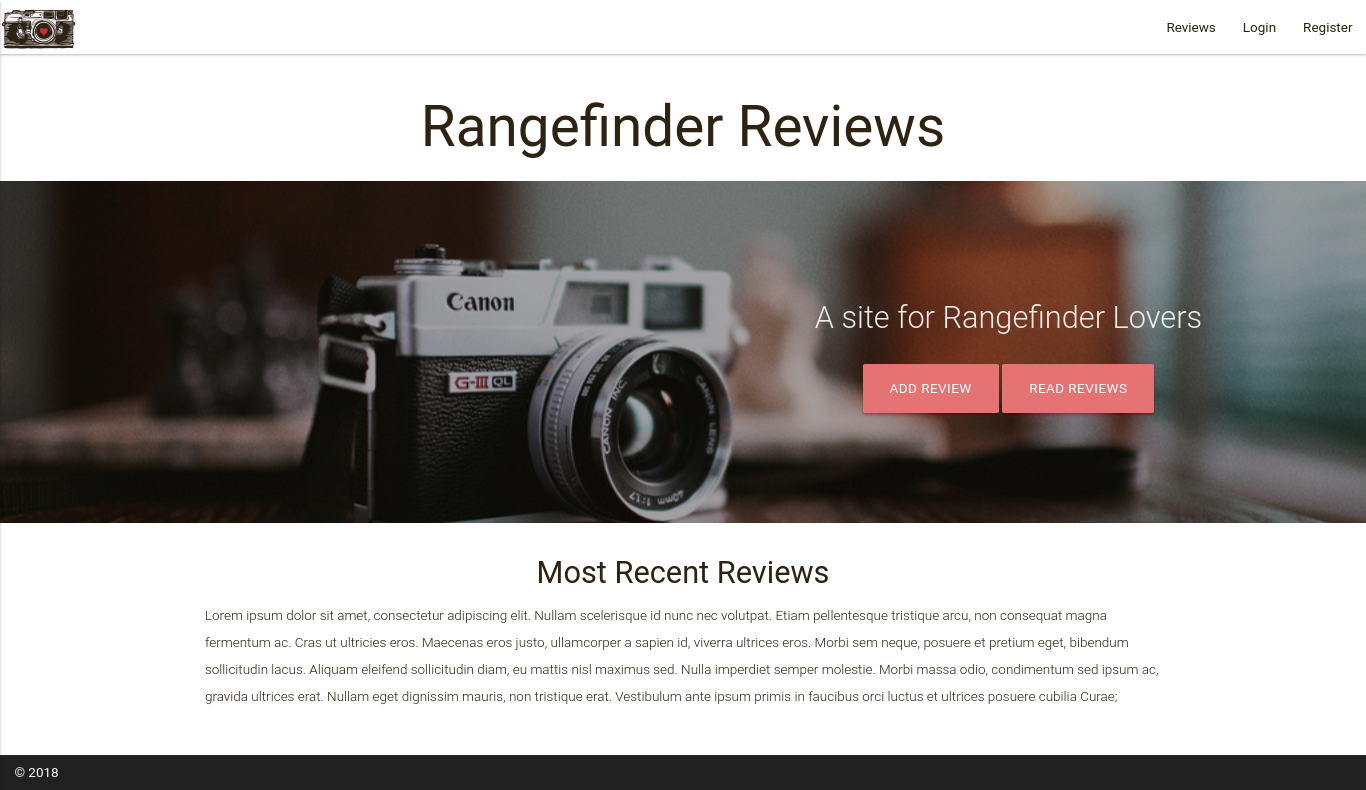 Reviews Login Register
Rangefinder Reviews
Canon
G-III QL
A site for Rangefinder Lovers
ADD REVIEW READ REVIEWS
CANON INC.
CANON LENS
40mm 1:1.7
Most Recent Reviews
Lorem ipsum dolor sit amet, consectetur adipiscing elit. Nullam scelerisque id nunc nec volutpat. Etiam pellentesque tristique arcu, non consequat magna
fermentum ac. Cras ut ultricies eros. Maecenas eros justo, ullamcorper a sapien id, viverra ultrices eros. Morbi sem neque, posuere et pretium eget, bibendum
sollicitudin lacus. Aliquam eleifend sollicitudin diam, eu mattis nisl maximus sed. Nulla imperdiet semper molestie. Morbi massa odio, condimentum sed ipsum ac,
gravida ultrices erat. Nullam eget dignissim mauris, non tristique erat. Vestibulum ante ipsum primis in faucibus orci luctus et ultrices posuere cubilia Curae;
© 2018